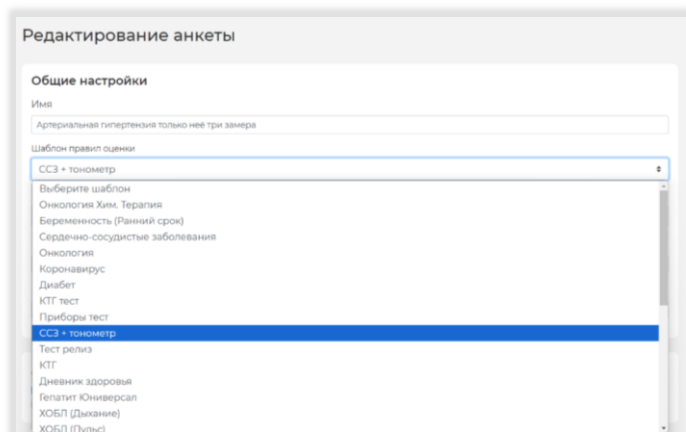 Редактирование анкеты
Общие настройки
Имя
Артериальная гипертензия только неё три замера
Шаблон правил оценки
ССЗ + тонометр
Выберите шаблон
Онкология Хим. Терапия
Беременность (Ранний срок)
Сердечно-сосудистые заболевания
Онкология
Коронавирус
Диабет
КТГ тест
Приборы тест
ССЗ + тонометр
Тест релиз
КТГ
Дневник здоровья
Гепатит Юниверсал
ХОБЛ (Дыхание)
ХОБЛ (Пульс)